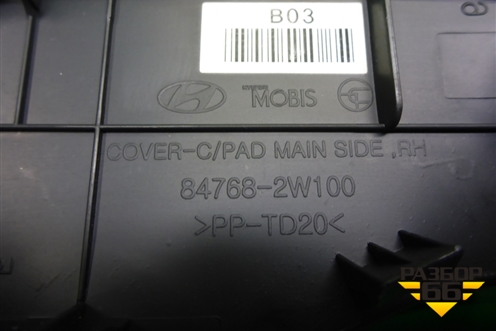 B03
MOBIS
COVER-C/PAD MAIN SIDE ,RH
84768-2W100
>PP-TD20<
РАЗБОР
66